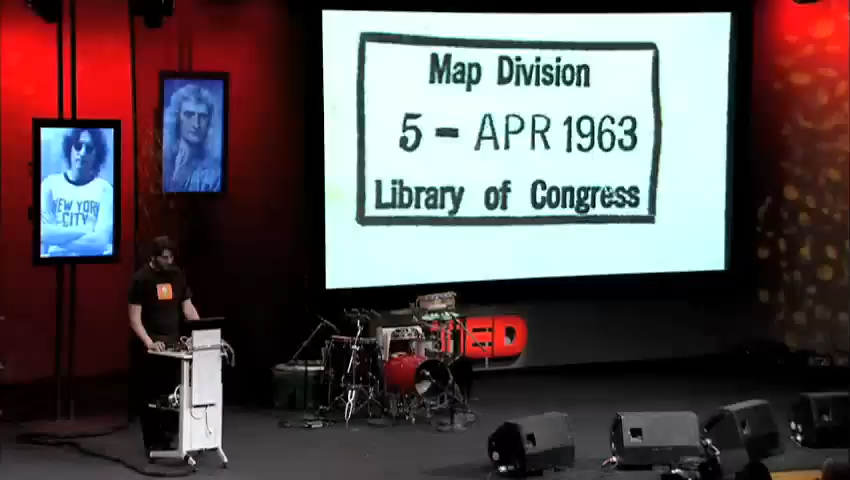 Map Division
5 - APR 1963
Library of Congress
NEW YORK
CITY
TED